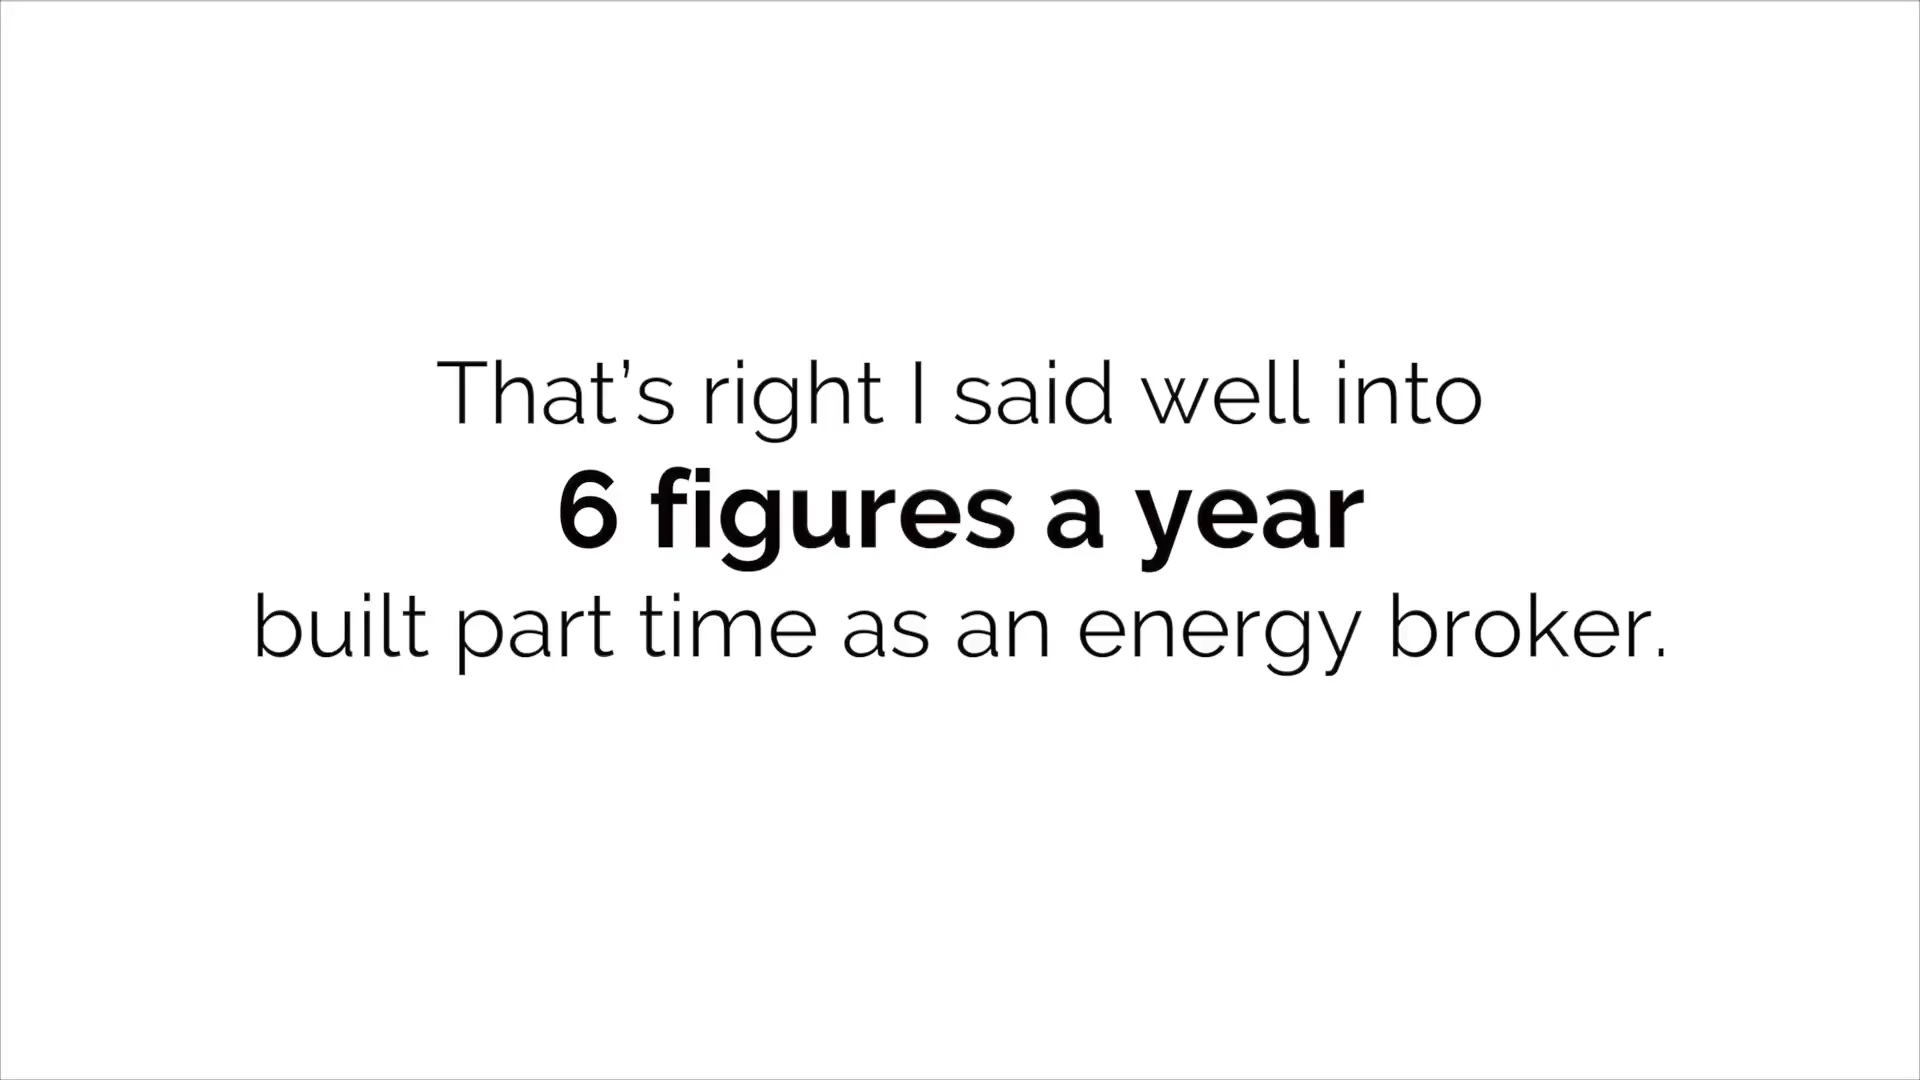 That’s right I said well into
6 figures a year
built part time as an energy broker.